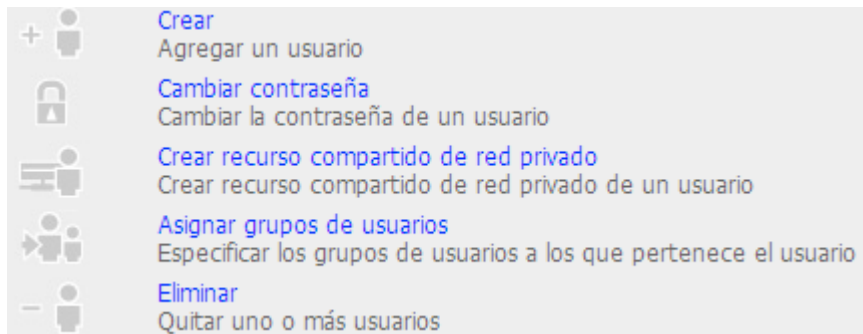 Crear
Agregar un usuario
Cambiar contraseña
Cambiar la contraseña de un usuario
Crear recurso compartido de red privado
Crear recurso compartido de red privado de un usuario
Asignar grupos de usuarios
Especificar los grupos de usuarios a los que pertenece el usuario
Eliminar
Quitar uno o más usuarios